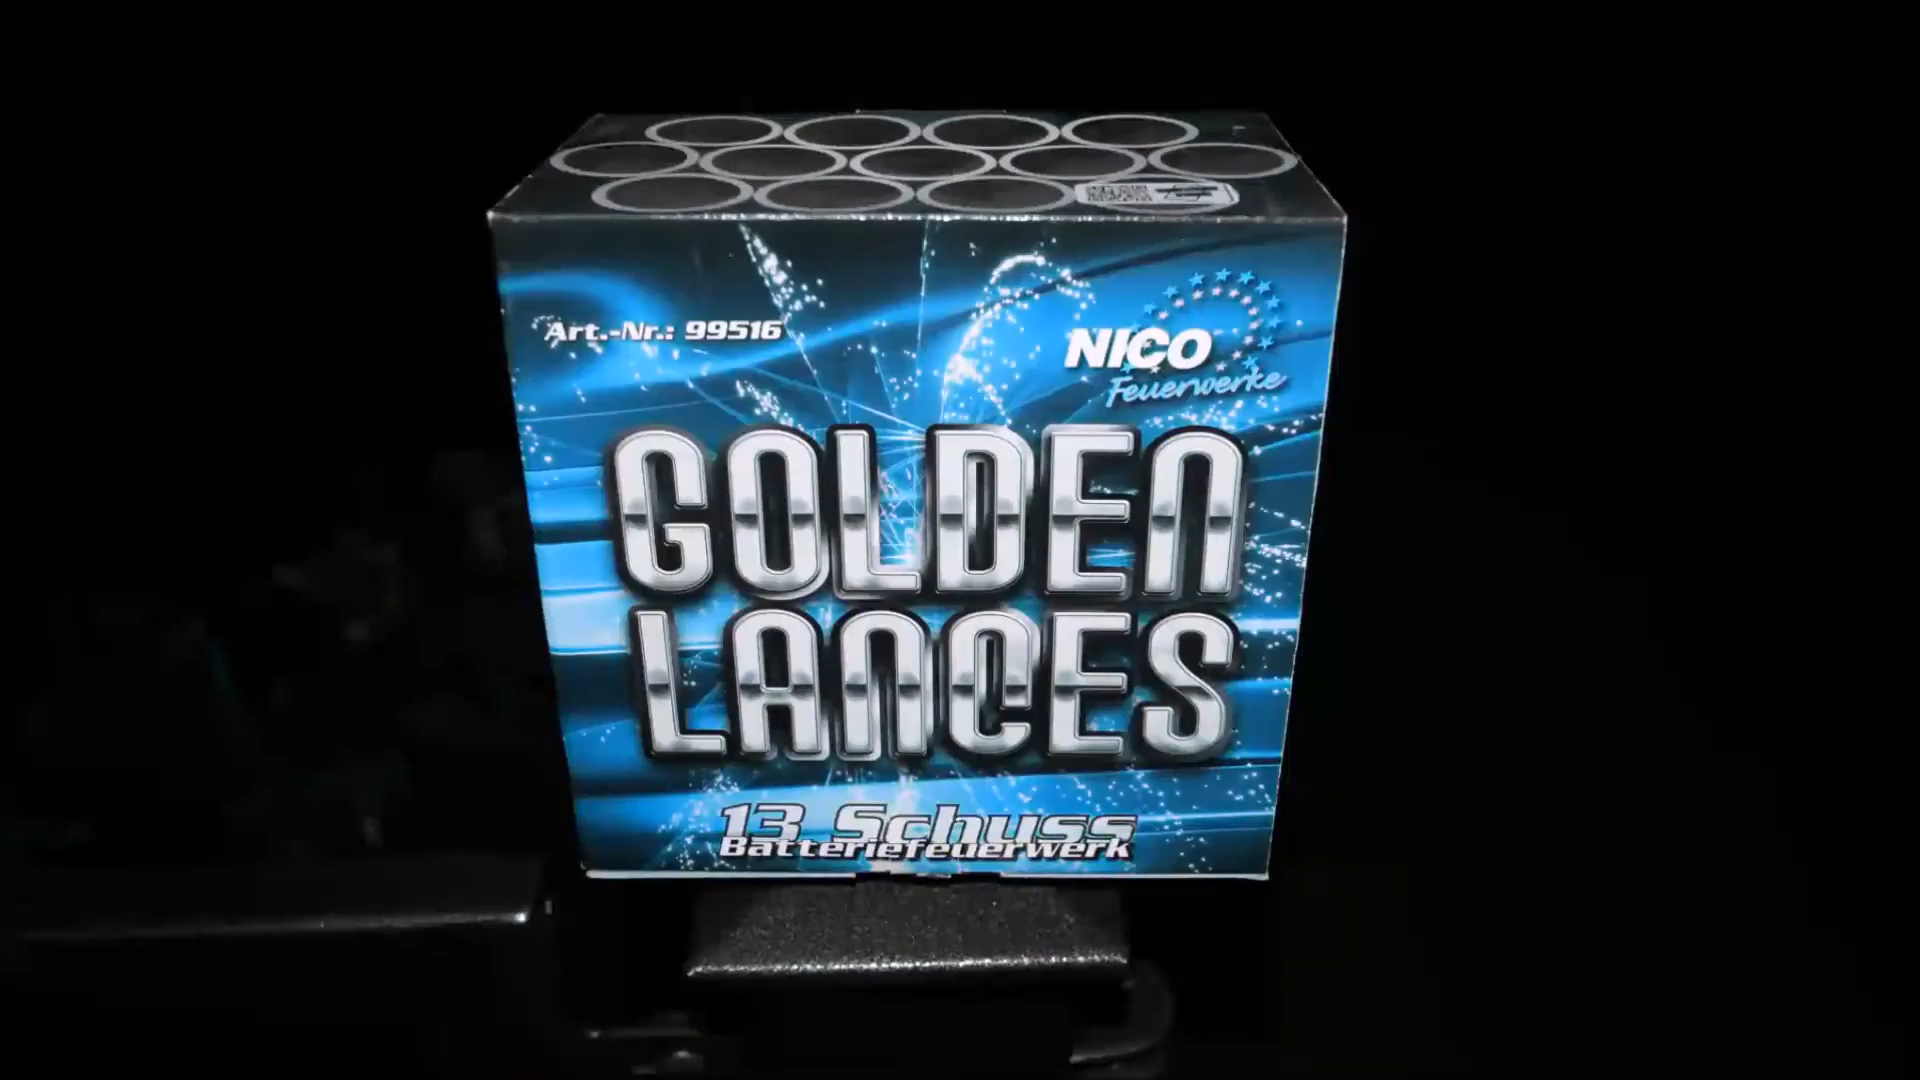 Art.-Nr.: 99516
NICO
Feuerwerke
GOLDEN
LANCES
13 Schuss
Batteriefeuerwerk